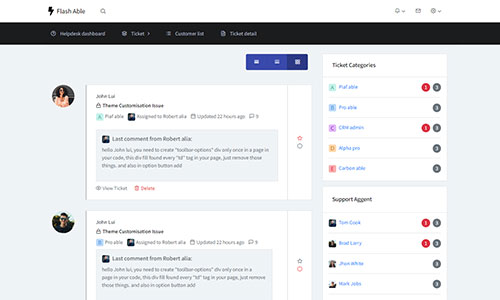 Flash Able
Helpdesk dashboard Ticket Customer list Ticket detail
John Lui
Theme Customisation Issue
Piaf able Assigned to Robert alia Updated 22 hours ago 9
Last comment from Robert alia:
hello John lui, you need to create "toolbar-options" div only once in a page in
your code, this div fill found every "td" tag in your page, just remove those
things. and also in option button add
View Ticket Delete
John Lui
Theme Customisation Issue
B Pro able Assigned to Robert alia Updated 22 hours ago 9
Last comment from Robert alia:
hello John lui, you need to create "toolbar-options" div only once in a
page in your code, this div fill found every "td" tag in your page, just remove
those things. and also in option button add
Ticket Categories
A Piaf able 1 3
B Pro able 3
C CRM admin 1 3
D Alpha pro 3
E Carbon able 3
Support Aggent
Tom Cook 1 3
Brad Larry 1 3
Jhon White 3
Mark Jobs 3